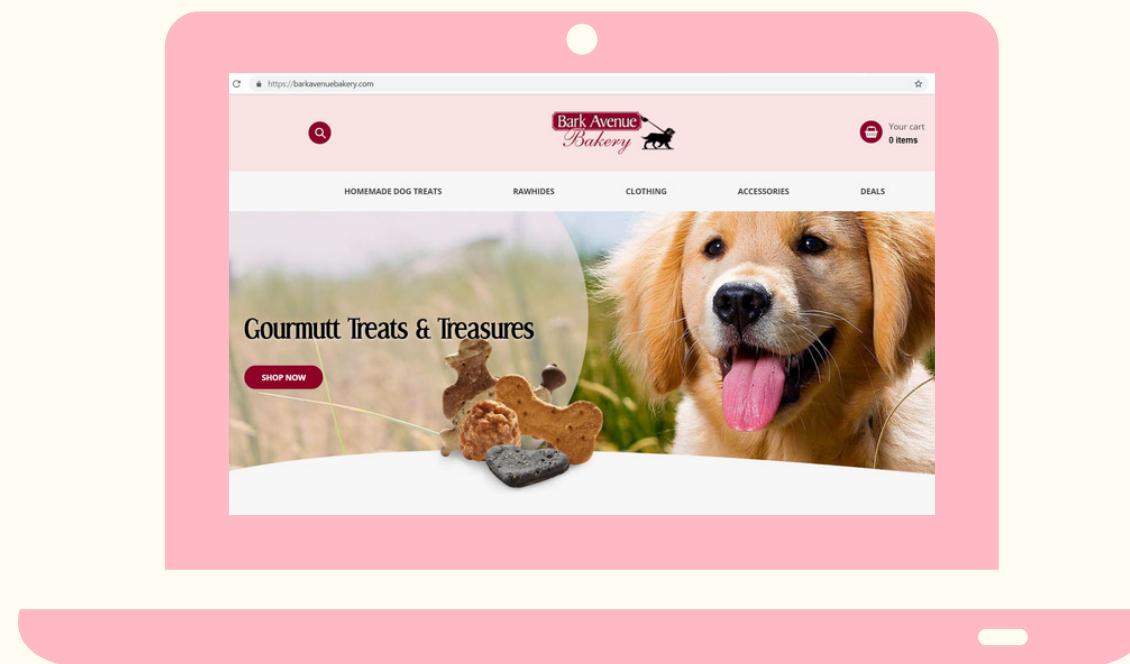 https://barkavenuebakery.com
Bark Avenue
Bakery
Your cart
0 items
HOMEMADE DOG TREATS RAWHIDES CLOTHING ACCESSORIES DEALS
Gourmutt Treats & Treasures
SHOP NOW